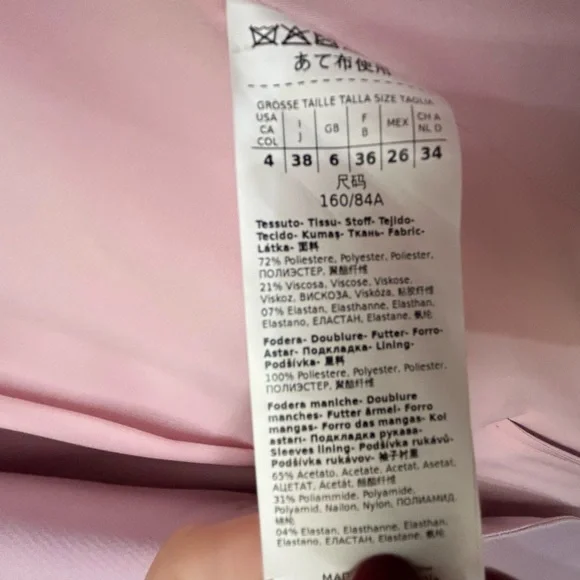 あて布使用
GRÖSSE TAILLE TALLA SIZE TAGLIA
USA CA COL I J GB F B MEX CH A NL D
4 38 6 36 26 34
尺码
160/84A
Tessuto- Tissu- Stoff- Tejido-
Tecido- Kumaş- Ткань- Fabric-
Látka- 面料
72% Poliestere, Polyester, Poliester,
ПОЛИЭСТЕР, 聚酯纤维
21% Viscosa, Viscose, Viskose,
Viskoz, ВИСКОЗА, Viskóza, 粘胶纤维
07% Elastan, Elasthanne, Elasthan,
Elastano, ЕЛАСТАН, Elastane, 氨纶
Fodera- Doublure- Futter- Forro-
Astar- Подкладка- Lining-
Podšívka- 里料
100% Poliestere, Polyester, Poliester,
ПОЛИЭСТЕР, 聚酯纤维
Fodera maniche- Doublure
manches- Futter ärmel- Forro
mangas- Forro das mangas- Kol
astarı- Подкладка рукава-
Sleeves lining- Podšívka rukávů-
Podšívka rukávov- 袖子衬里
65% Acetato, Acetate, Acetat, Asetat,
АЦЕТАТ, Acetát, 醋酯纤维
31% Poliammide, Polyamide,
Polyamid, Nailon, Nylon, ПОЛИАМИД,
锦纶
04% Elastan, Elasthanne, Elasthan,
Elastano, ЕЛАСТАН, Elastane, 氨纶